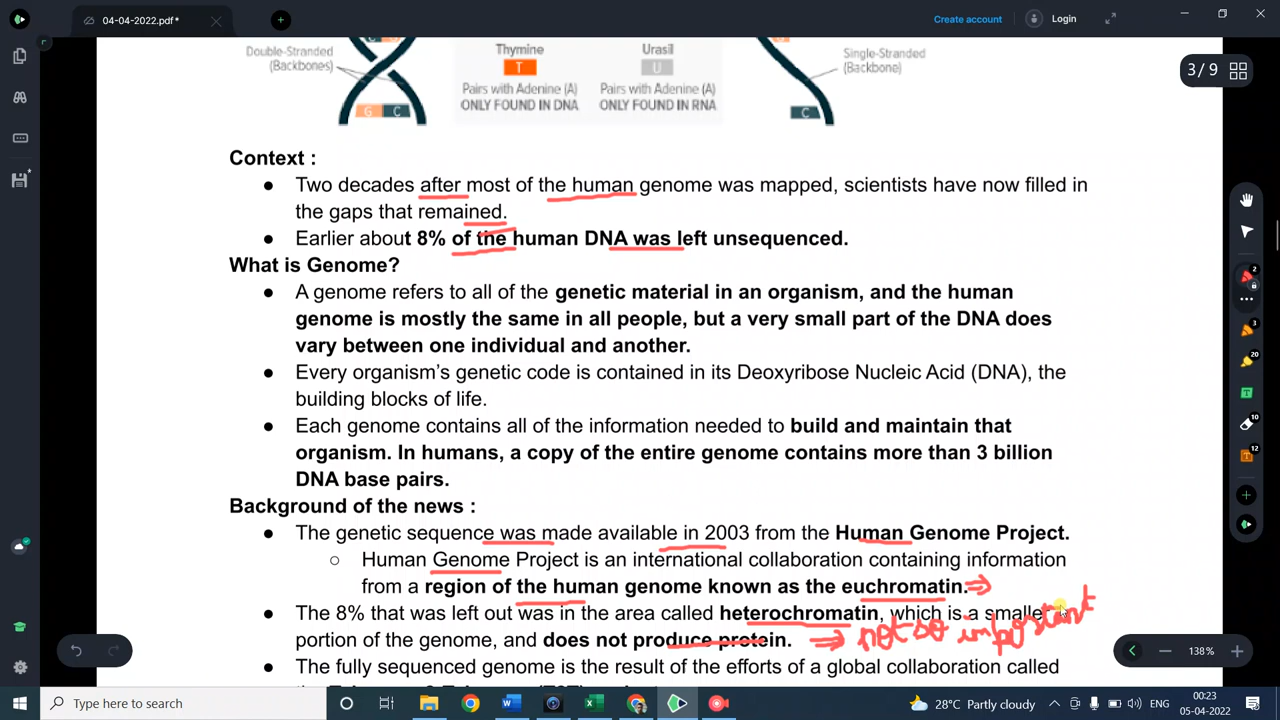 04-04-2022.pdf*
Create account
Login
3/9
Double-Stranded
(Backbones)
G C
Thymine
T
Pairs with Adenine (A)
ONLY FOUND IN DNA
Urasil
U
Pairs with Adenine (A)
ONLY FOUND IN RNA
Single-Stranded
(Backbone)
C
Context :
● Two decades after most of the human genome was mapped, scientists have now filled in
the gaps that remained.
● Earlier about 8% of the human DNA was left unsequenced.
What is Genome?
● A genome refers to all of the genetic material in an organism, and the human
genome is mostly the same in all people, but a very small part of the DNA does
vary between one individual and another.
● Every organism’s genetic code is contained in its Deoxyribose Nucleic Acid (DNA), the
building blocks of life.
● Each genome contains all of the information needed to build and maintain that
organism. In humans, a copy of the entire genome contains more than 3 billion
DNA base pairs.
Background of the news :
● The genetic sequence was made available in 2003 from the Human Genome Project.
○ Human Genome Project is an international collaboration containing information
from a region of the human genome known as the euchromatin. ⇒
● The 8% that was left out was in the area called heterochromatin, which is a smaller
portion of the genome, and does not produce protein. ⇒ not so important
● The fully sequenced genome is the result of the efforts of a global collaboration called
2
3
20
10
12
138%
Type here to search
28°C Partly cloudy
ENG
00:23
05-04-2022